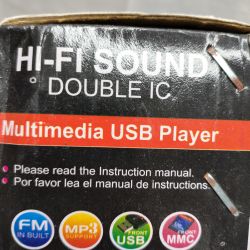 HI-FI SOUND
DOUBLE IC
Multimedia USB Player
• Please read the Instruction manual.
• Por favor lea el manual de instrucciones.
FM
IN BUILT
MP3
SUPPORT
FRONT
USB
FRONT
MMC